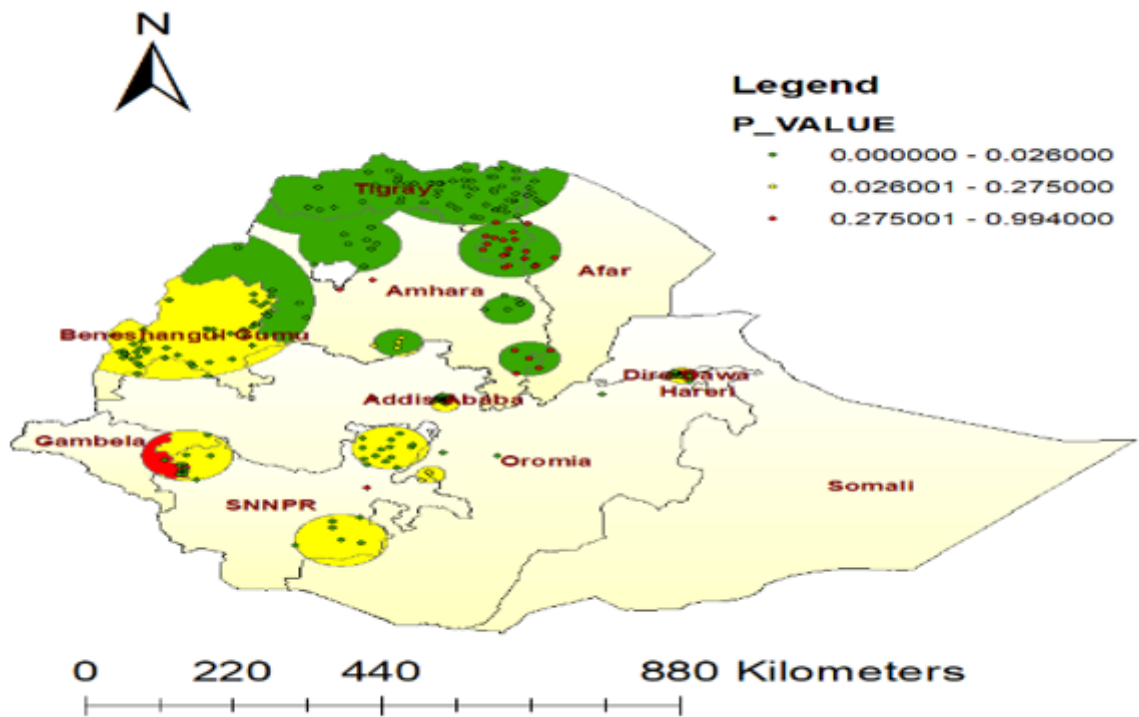 N
Legend
P_VALUE
0.000000 - 0.026000
0.026001 - 0.275000
0.275001 - 0.994000
Tigray
Afar
Amhara
Beneshangul Gumu
Dire Dawa
Hareri
Addis Ababa
Gambela
Oromia
Somali
SNNPR
0 220 440 880 Kilometers